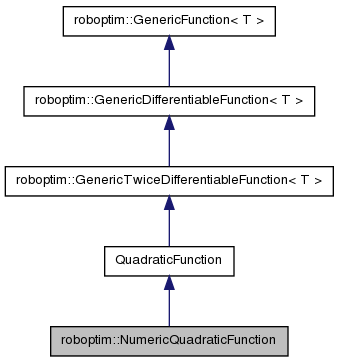 roboptim::GenericFunction< T >
roboptim::GenericDifferentiableFunction< T >
roboptim::GenericTwiceDifferentiableFunction< T >
QuadraticFunction
roboptim::NumericQuadraticFunction